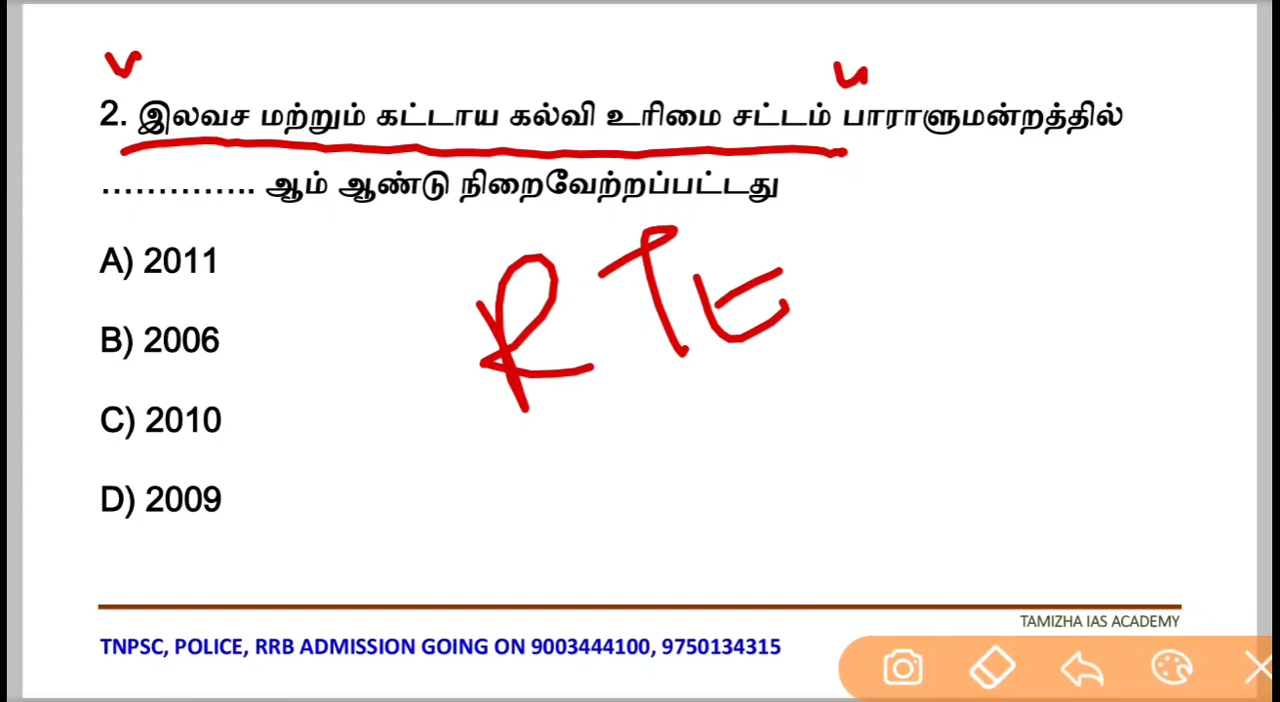 2. இலவச மற்றும் கட்டாய கல்வி உரிமை சட்டம் பாராளுமன்றத்தில்
.............. ஆம் ஆண்டு நிறைவேற்றப்பட்டது
A) 2011
RTE
B) 2006
C) 2010
D) 2009
TAMIZHA IAS ACADEMY
TNPSC, POLICE, RRB ADMISSION GOING ON 9003444100, 9750134315